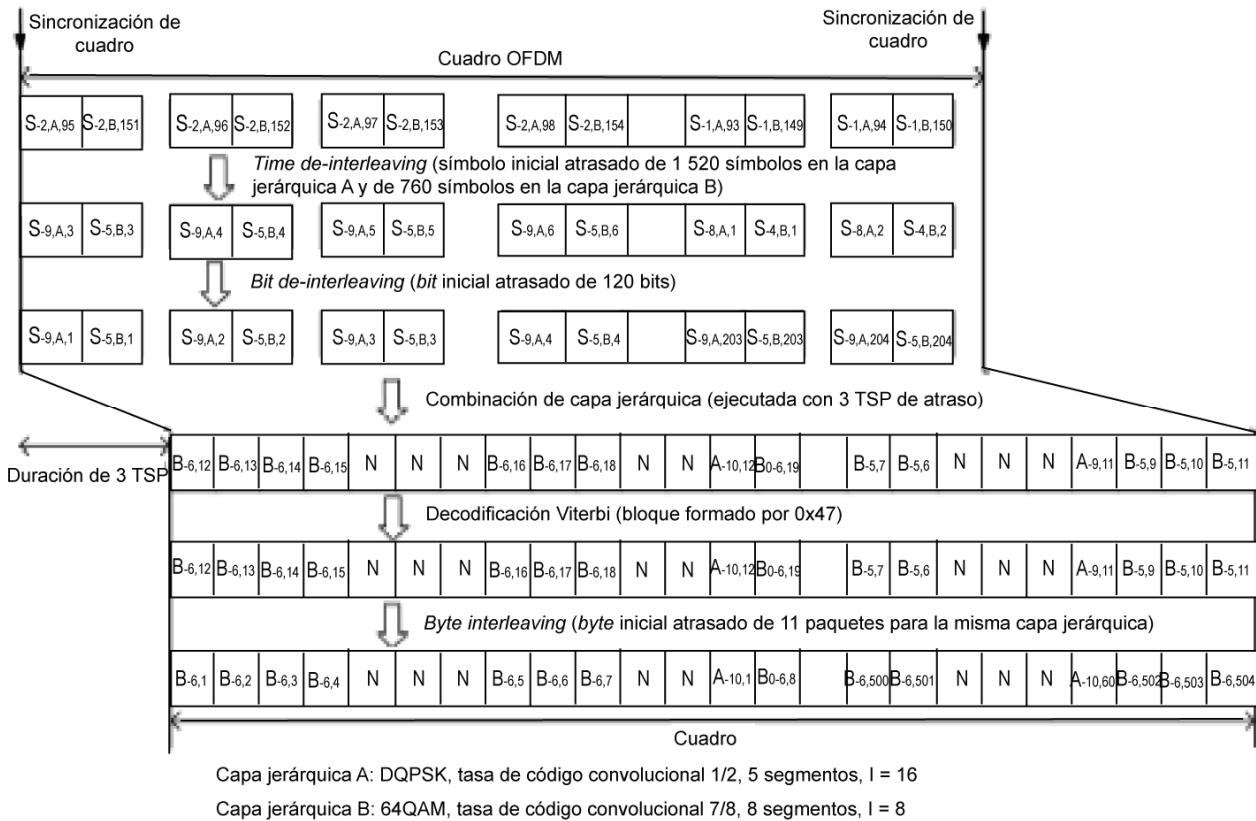 Sincronización de
cuadro
Sincronización de
cuadro
Cuadro OFDM
S-2,A,95 S-2,B,151 S-2,A,96 S-2,B,152 S-2,A,97 S-2,B,153 S-2,A,98 S-2,B,154 S-1,A,93 S-1,B,149 S-1,A,94 S-1,B,150
Time de-interleaving (símbolo inicial atrasado de 1 520 símbolos en la capa
jerárquica A y de 760 símbolos en la capa jerárquica B)
S-9,A,3 S-5,B,3 S-9,A,4 S-5,B,4 S-9,A,5 S-5,B,5 S-9,A,6 S-5,B,6 S-8,A,1 S-4,B,1 S-8,A,2 S-4,B,2
Bit de-interleaving (bit inicial atrasado de 120 bits)
S-9,A,1 S-5,B,1 S-9,A,2 S-5,B,2 S-9,A,3 S-5,B,3 S-9,A,4 S-5,B,4 S-9,A,203 S-5,B,203 S-9,A,204 S-5,B,204
Combinación de capa jerárquica (ejecutada con 3 TSP de atraso)
Duración de 3 TSP
B-6,12 B-6,13 B-6,14 B-6,15 N N N B-6,16 B-6,17 B-6,18 N N A-10,12 B0-6,19 B-5,7 B-5,6 N N N A-9,11 B-5,9 B-5,10 B-5,11
Decodificación Viterbi (bloque formado por 0x47)
B-6,12 B-6,13 B-6,14 B-6,15 N N N B-6,16 B-6,17 B-6,18 N N A-10,12 B0-6,19 B-5,7 B-5,6 N N N A-9,11 B-5,9 B-5,10 B-5,11
Byte interleaving (byte inicial atrasado de 11 paquetes para la misma capa jerárquica)
B-6,1 B-6,2 B-6,3 B-6,4 N N N B-6,5 B-6,6 B-6,7 N N A-10,1 B0-6,8 B-6,500 B-6,501 N N N A-10,60 B-6,502 B-6,503 B-6,504
Cuadro
Capa jerárquica A: DQPSK, tasa de código convolucional 1/2, 5 segmentos, I = 16
Capa jerárquica B: 64QAM, tasa de código convolucional 7/8, 8 segmentos, I = 8